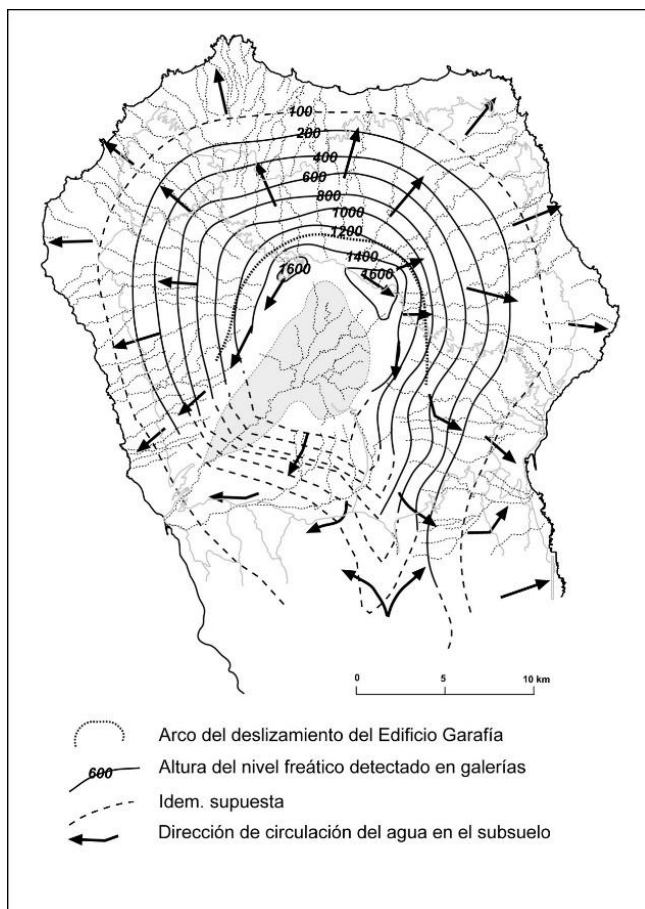 100
200
400
600
800
1000
1200
1400
1600
1600
0
5
10 km
Arco del deslizamiento del Edificio Garafía
600
Altura del nivel freático detectado en galerías
Idem. supuesta
Dirección de circulación del agua en el subsuelo